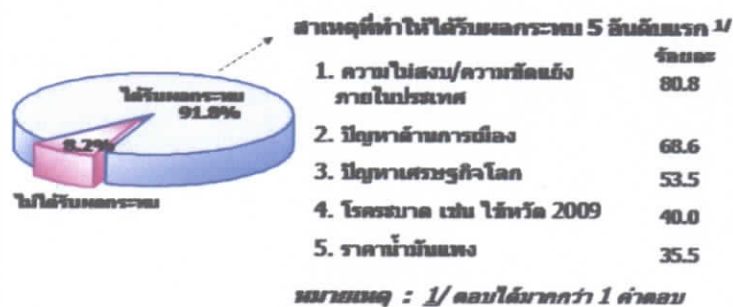 สาเหตุที่ทำให้ได้รับผลกระทบ 5 อันดับแรก 1/
ร้อยละ
ได้รับผลกระทบ
91.8%
8.2%
ไม่ได้รับผลกระทบ
1. ความไม่สงบ/ความขัดแย้ง
ภายในประเทศ 80.8
2. ปัญหาด้านการเมือง 68.6
3. ปัญหาเศรษฐกิจโลก 53.5
4. โรคระบาด เช่น ไข้หวัด 2009 40.0
5. ราคาน้ำมันแพง 35.5
หมายเหตุ : 1/ ตอบได้มากกว่า 1 คำตอบ